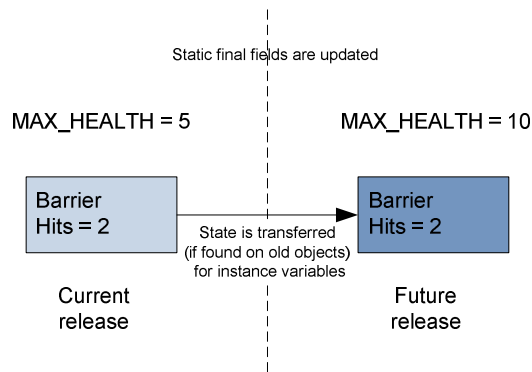 Static final fields are updated
MAX_HEALTH = 5
MAX_HEALTH = 10
Barrier
Hits = 2
Barrier
Hits = 2
State is transferred
(if found on old objects)
for instance variables
Current
release
Future
release